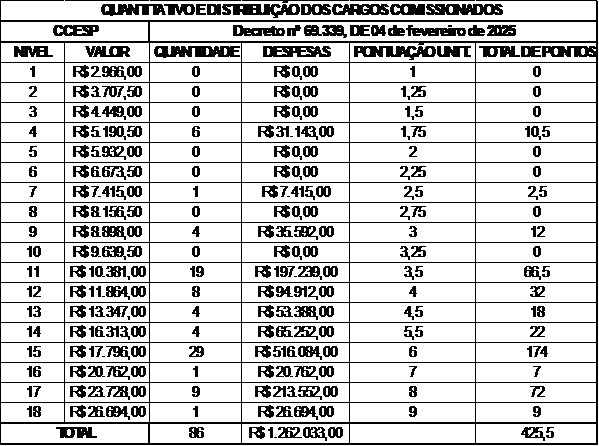 QUANTITATIVO E DISTRIBUIÇÃO DOS CARGOS COMISSIONADOS
CCESP Decreto nº 69.339, DE 04 de fevereiro de 2025
NIVEL VALOR QUANTIDADE DESPESAS PONTUAÇÃO UNIT. TOTAL DE PONTOS
1 R$ 2.966,00 0 R$ 0,00 1 0
2 R$ 3.707,50 0 R$ 0,00 1,25 0
3 R$ 4.449,00 0 R$ 0,00 1,5 0
4 R$ 5.190,50 6 R$ 31.143,00 1,75 10,5
5 R$ 5.932,00 0 R$ 0,00 2 0
6 R$ 6.673,50 0 R$ 0,00 2,25 0
7 R$ 7.415,00 1 R$ 7.415,00 2,5 2,5
8 R$ 8.156,50 0 R$ 0,00 2,75 0
9 R$ 8.898,00 4 R$ 35.592,00 3 12
10 R$ 9.639,50 0 R$ 0,00 3,25 0
11 R$ 10.381,00 19 R$ 197.239,00 3,5 66,5
12 R$ 11.864,00 8 R$ 94.912,00 4 32
13 R$ 13.347,00 4 R$ 53.388,00 4,5 18
14 R$ 16.313,00 4 R$ 65.252,00 5,5 22
15 R$ 17.796,00 29 R$ 516.084,00 6 174
16 R$ 20.762,00 1 R$ 20.762,00 7 7
17 R$ 23.728,00 9 R$ 213.552,00 8 72
18 R$ 26.694,00 1 R$ 26.694,00 9 9
TOTAL 86 R$ 1.262.033,00 425,5